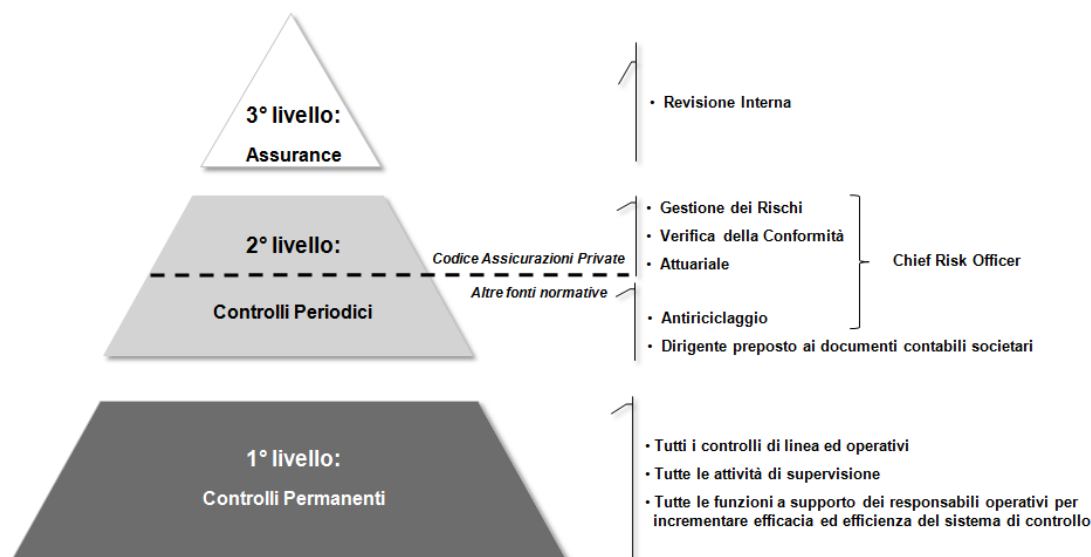 3° livello:
Assurance
• Revisione Interna
2° livello:
Controlli Periodici
Codice Assicurazioni Private
Altre fonti normative
• Gestione dei Rischi
• Verifica della Conformità
• Attuariale
• Antiriciclaggio
• Dirigente preposto ai documenti contabili societari
Chief Risk Officer
1° livello:
Controlli Permanenti
• Tutti i controlli di linea ed operativi
• Tutte le attività di supervisione
• Tutte le funzioni a supporto dei responsabili operativi per
incrementare efficacia ed efficienza del sistema di controllo